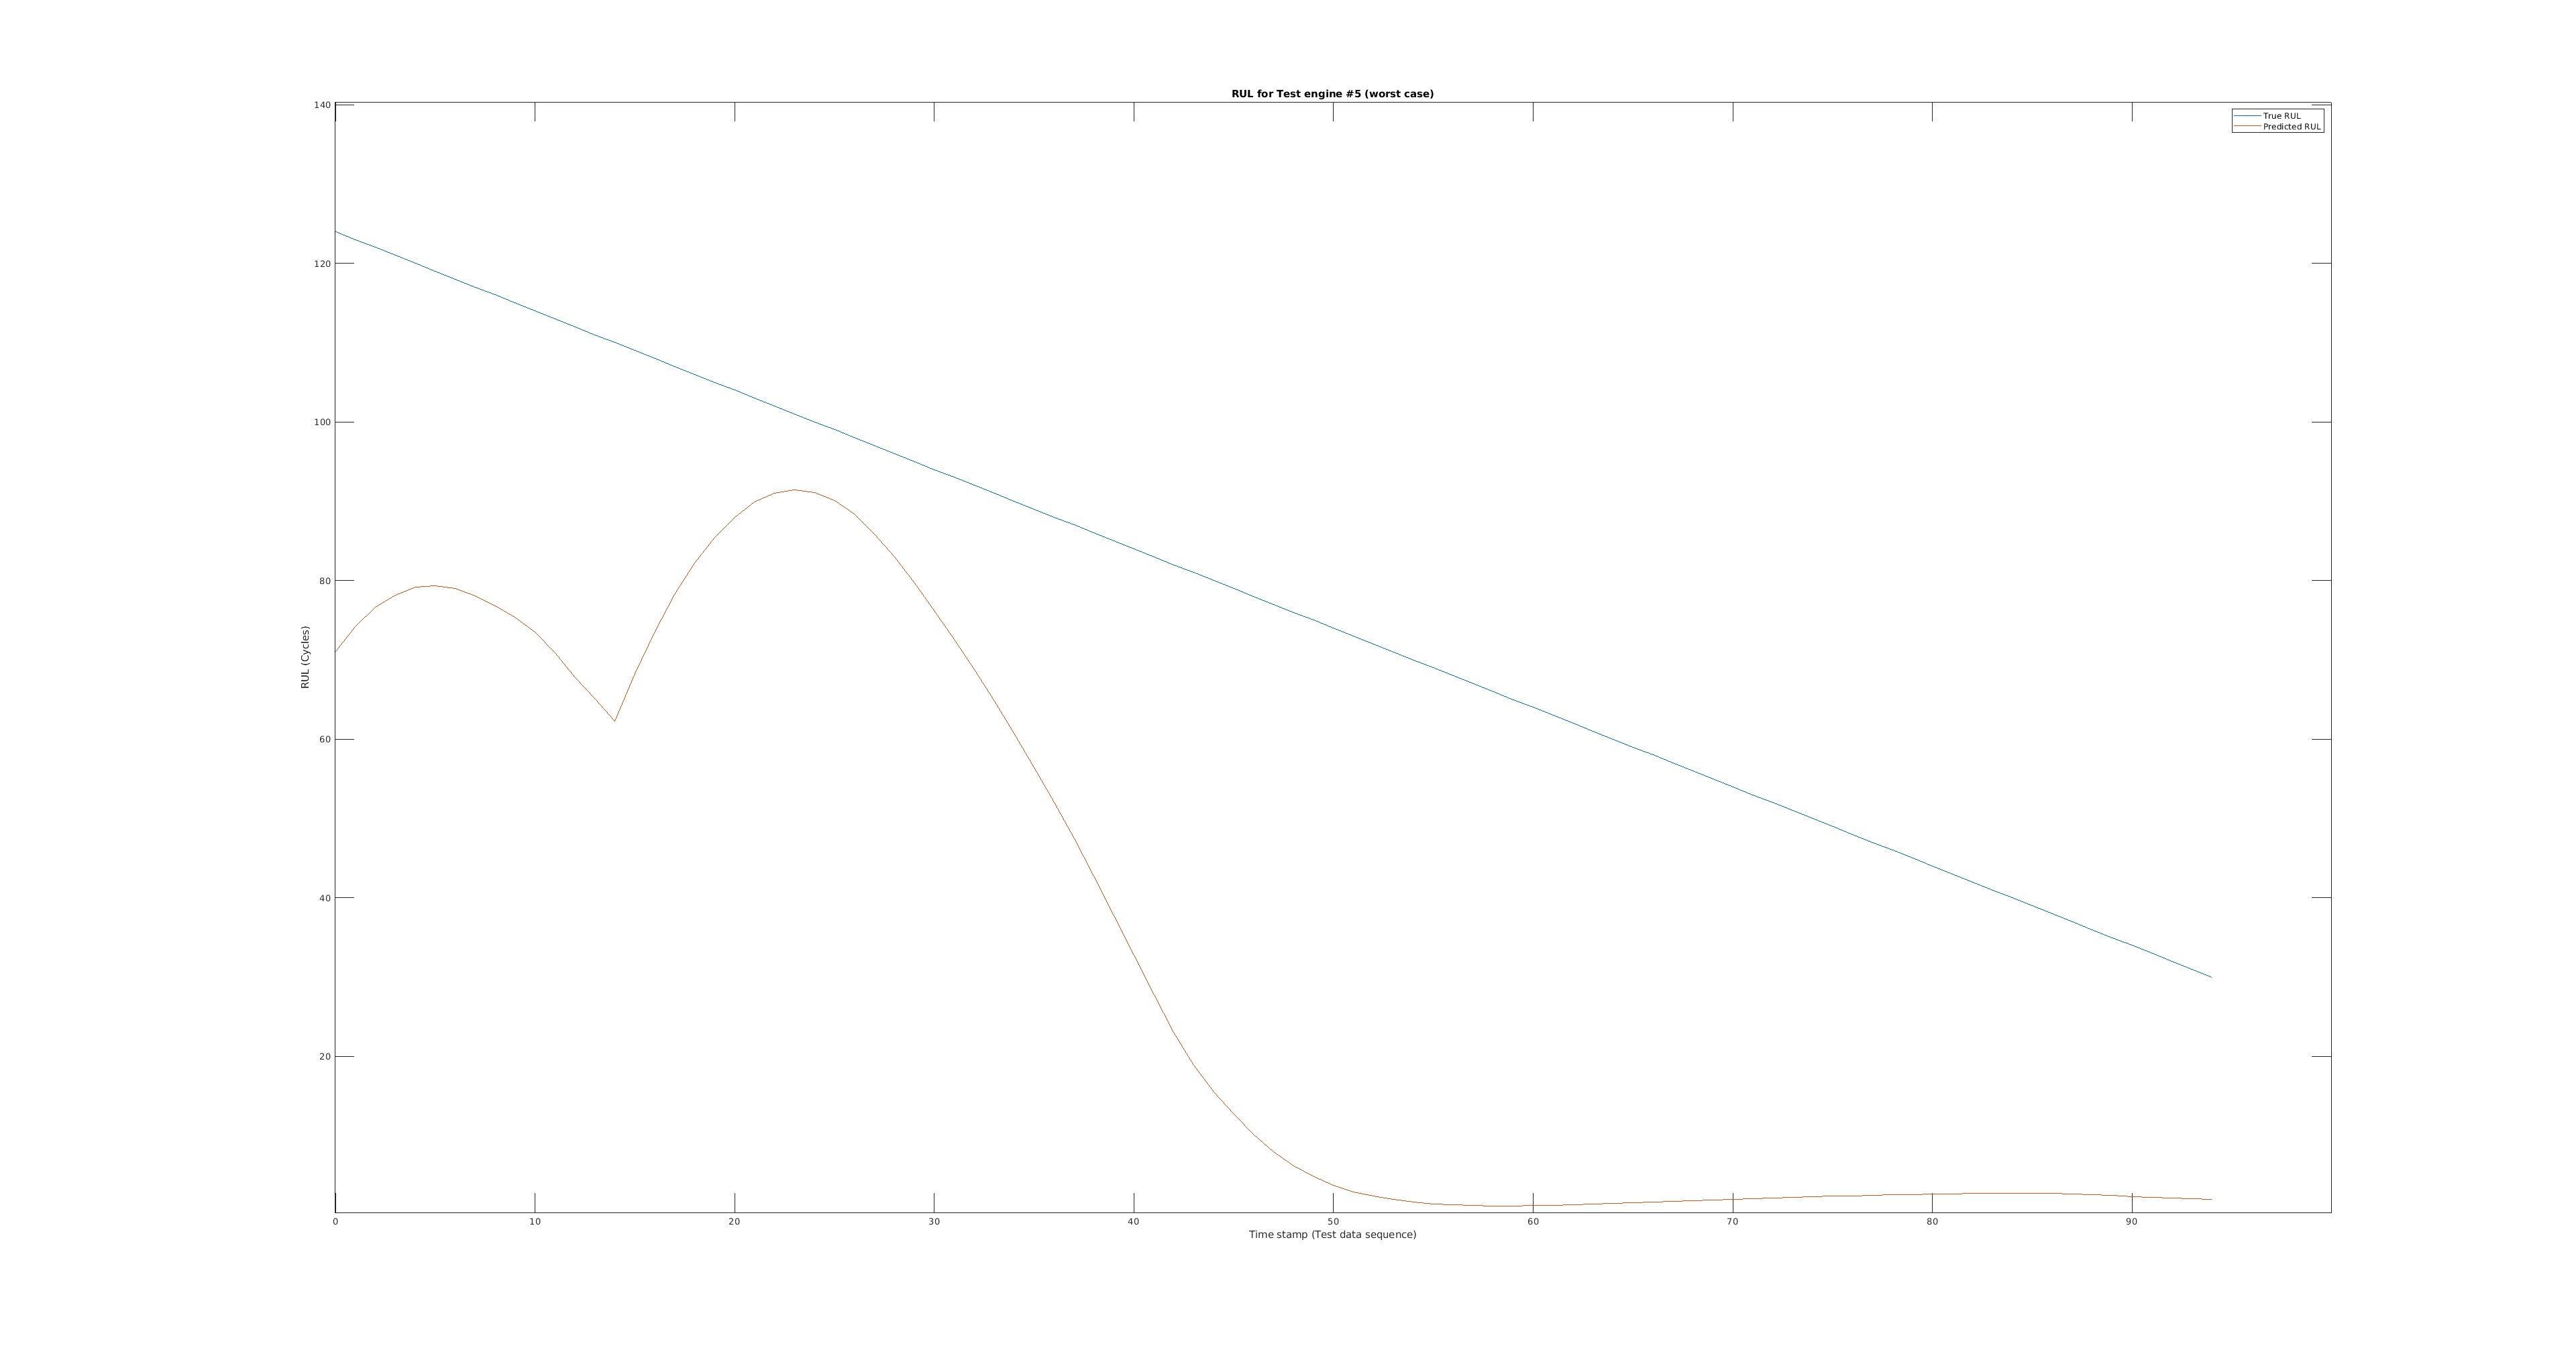 RUL for Test engine #5 (worst case)
140
True RUL
Predicted RUL
120
100
80
RUL (Cycles)
60
40
20
0 10 20 30 40 50 60 70 80 90
Time stamp (Test data sequence)